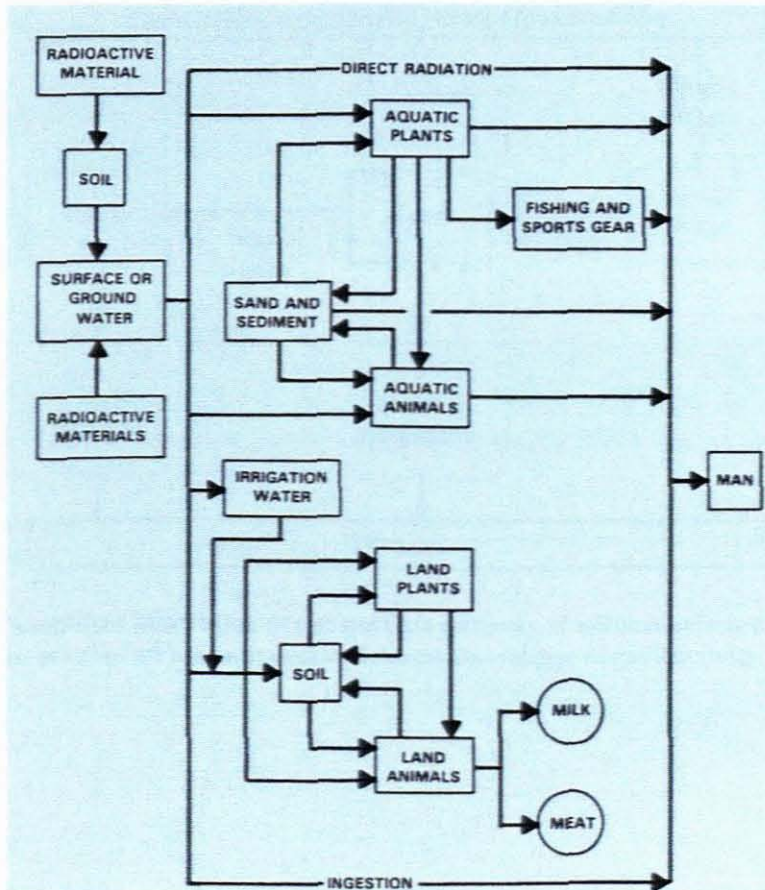 RADIOACTIVE
MATERIAL
DIRECT RADIATION
AQUATIC
PLANTS
SOIL
FISHING AND
SPORTS GEAR
SURFACE OR
GROUND
WATER
SAND AND
SEDIMENT
AQUATIC
ANIMALS
RADIOACTIVE
MATERIALS
IRRIGATION
WATER
MAN
LAND
PLANTS
SOIL
MILK
LAND
ANIMALS
MEAT
INGESTION